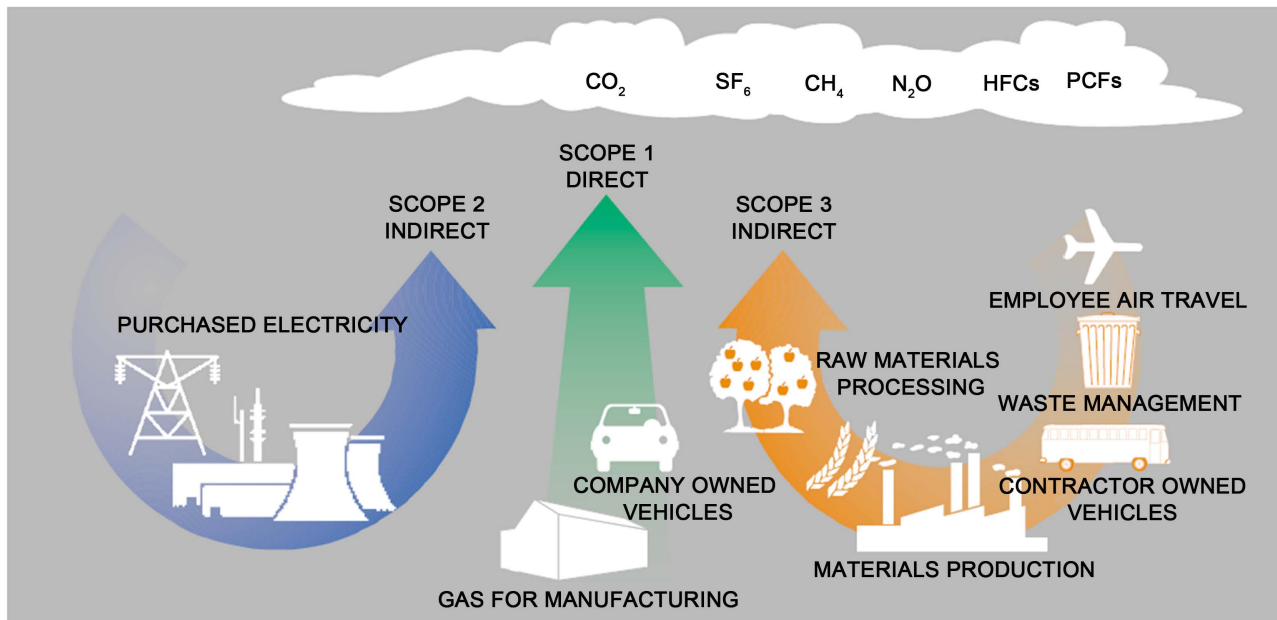 CO₂ SF₆ CH₄ N₂O HFCs PCFs
SCOPE 1
DIRECT
SCOPE 2
INDIRECT
SCOPE 3
INDIRECT
PURCHASED ELECTRICITY
EMPLOYEE AIR TRAVEL
RAW MATERIALS
PROCESSING
WASTE MANAGEMENT
COMPANY OWNED
VEHICLES
CONTRACTOR OWNED
VEHICLES
MATERIALS PRODUCTION
GAS FOR MANUFACTURING